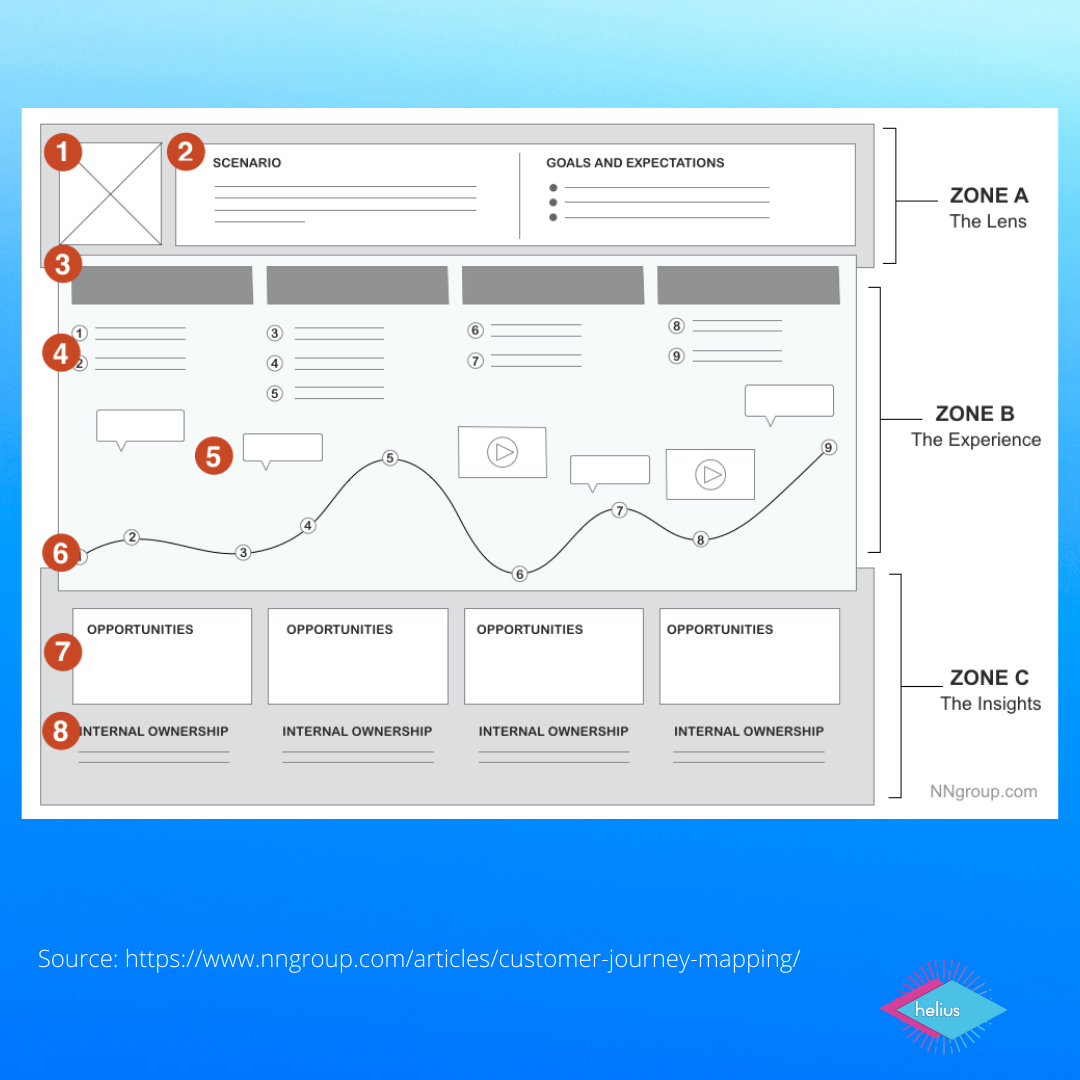 1
2
SCENARIO
GOALS AND EXPECTATIONS
ZONE A
The Lens
3
4
1
2
3
4
5
6
7
8
9
ZONE B
The Experience
5
6
2
3
4
5
6
7
8
9
7
OPPORTUNITIES
OPPORTUNITIES
OPPORTUNITIES
OPPORTUNITIES
ZONE C
The Insights
8
INTERNAL OWNERSHIP
INTERNAL OWNERSHIP
INTERNAL OWNERSHIP
INTERNAL OWNERSHIP
NNgroup.com
Source: https://www.nngroup.com/articles/customer-journey-mapping/
helius